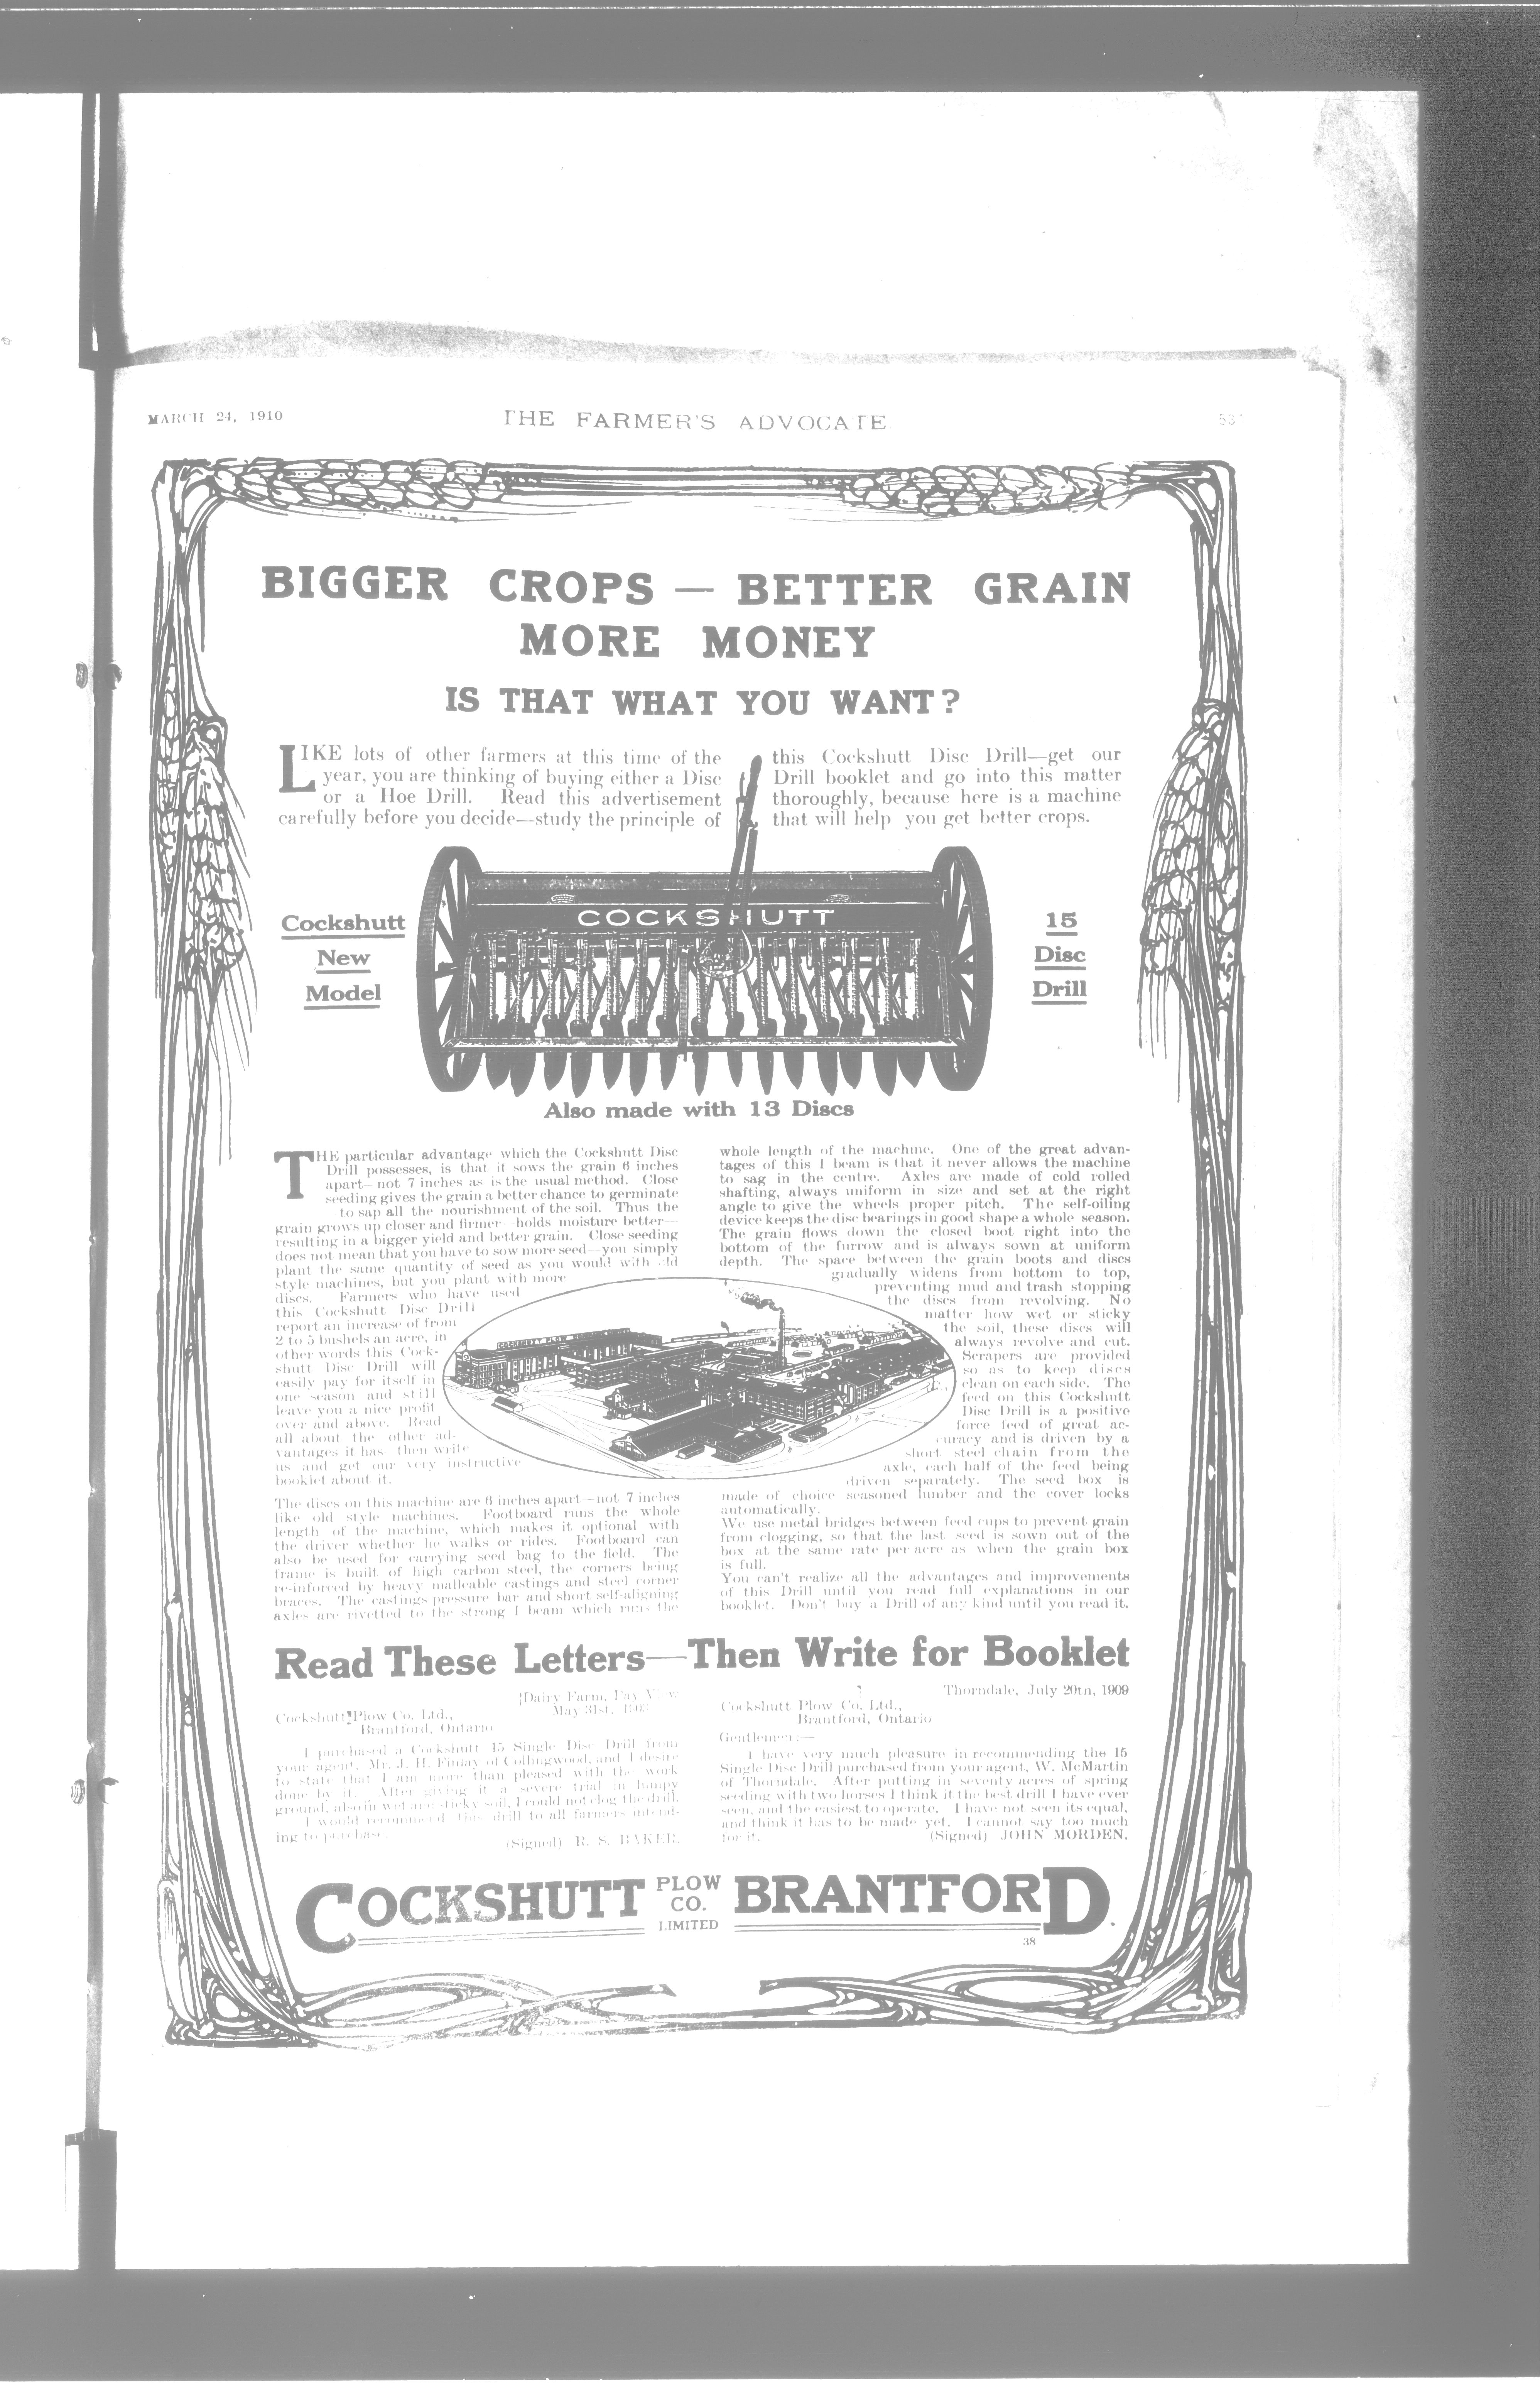 MARCH 24, 1910
THE FARMER'S ADVOCATE
BIGGER CROPS — BETTER GRAIN
MORE MONEY
IS THAT WHAT YOU WANT?
LIKE lots of other farmers at this time of the
year, you are thinking of buying either a Disc
or a Hoe Drill. Read this advertisement
carefully before you decide—study the principle of
this Cockshutt Disc Drill—get our
Drill booklet and go into this matter
thoroughly, because here is a machine
that will help you get better crops.
COCKSHUTT
Cockshutt
New
Model
15
Disc
Drill
Also made with 13 Discs
THE particular advantage which the Cockshutt Disc
Drill possesses, is that it sows the grain 6 inches
apart—not 7 inches as is the usual method. Close
seeding gives the grain a better chance to germinate
to sap all the nourishment of the soil. Thus the
grain grows up closer and firmer—holds moisture better—
resulting in a bigger yield and better grain. Close seeding
does not mean that you have to sow more seed—you simply
plant the same quantity of seed as you would with old
style machines, but you plant with more
discs. Farmers who have used
this Cockshutt Disc Drill
report an increase of from
2 to 5 bushels an acre, in
other words this Cock-
shutt Disc Drill will
easily pay for itself in
one season and still
leave you a nice profit
over and above. Read
all about the other ad-
vantages it has then write
us and get our very instructive
booklet about it.
The discs on this machine are 6 inches apart—not 7 inches
like old style machines. Footboard runs the whole
length of the machine, which makes it optional with
the driver whether he walks or rides. Footboard can
also be used for carrying seed bag to the field. The
frame is built of high carbon steel, the corners being
re-inforced by heavy malleable castings and steel corner
braces. The castings pressure bar and short self-aligning
axles are rivetted to the strong I beam which runs the
whole length of the machine. One of the great advan-
tages of this I beam is that it never allows the machine
to sag in the centre. Axles are made of cold rolled
shafting, always uniform in size and set at the right
angle to give the wheels proper pitch. The self-oiling
device keeps the disc bearings in good shape a whole season.
The grain flows down the closed boot right into the
bottom of the furrow and is always sown at uniform
depth. The space between the grain boots and discs
gradually widens from bottom to top,
preventing mud and trash stopping
the discs from revolving. No
matter how wet or sticky
the soil, these discs will
always revolve and cut.
Scrapers are provided
so as to keep discs
clean on each side. The
feed on this Cockshutt
Disc Drill is a positive
force feed of great ac-
curacy and is driven by a
short steel chain from the
axle, each half of the feed being
driven separately. The seed box is
made of choice seasoned lumber and the cover locks
automatically.
We use metal bridges between feed cups to prevent grain
from clogging, so that the last seed is sown out of the
box at the same rate per acre as when the grain box
is full.
You can't realize all the advantages and improvements
of this Drill until you read full explanations in our
booklet. Don't buy a Drill of any kind until you read it.
Read These Letters—Then Write for Booklet
Dairy Farm, Bay View
May 31st,
Cockshutt Plow Co. Ltd.,
Brantford, Ontario
I purchased a Cockshutt 15 Single Disc Drill from
your agent, Mr. J. H. Finlay of Collingwood, and I desire
to state that I am more than pleased with the work
done by it. After giving it a severe trial in lumpy
ground, also in wet and sticky soil, I could not clog the drill.
I would recommend this drill to all farmers intend-
ing to purchase.
(Signed) R. S. BAKER.
Thorndale, July 20th, 1909
Cockshutt Plow Co. Ltd.,
Brantford, Ontario
Gentlemen:—
I have very much pleasure in recommending the 15
Single Disc Drill purchased from your agent, W. McMartin
of Thorndale. After putting in seventy acres of spring
seeding with two horses I think it the best drill I have ever
seen, and the easiest to operate. I have not seen its equal,
and think it has to be made yet. I cannot say too much
for it. (Signed) JOHN MORDEN.
COCKSHUTT PLOW CO. LIMITED BRANTFORD.
38